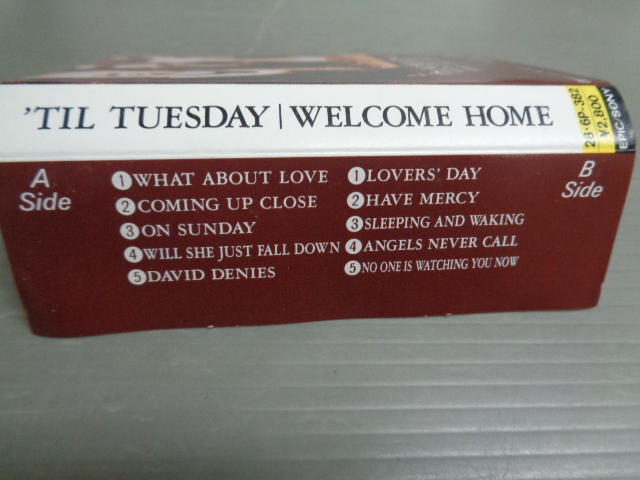 'TIL TUESDAY | WELCOME HOME
28・6P-382
¥2,800
EPIC/SONY
A
Side
1 WHAT ABOUT LOVE
2 COMING UP CLOSE
3 ON SUNDAY
4 WILL SHE JUST FALL DOWN
5 DAVID DENIES
1 LOVERS' DAY
2 HAVE MERCY
3 SLEEPING AND WAKING
4 ANGELS NEVER CALL
5 NO ONE IS WATCHING YOU NOW
B
Side